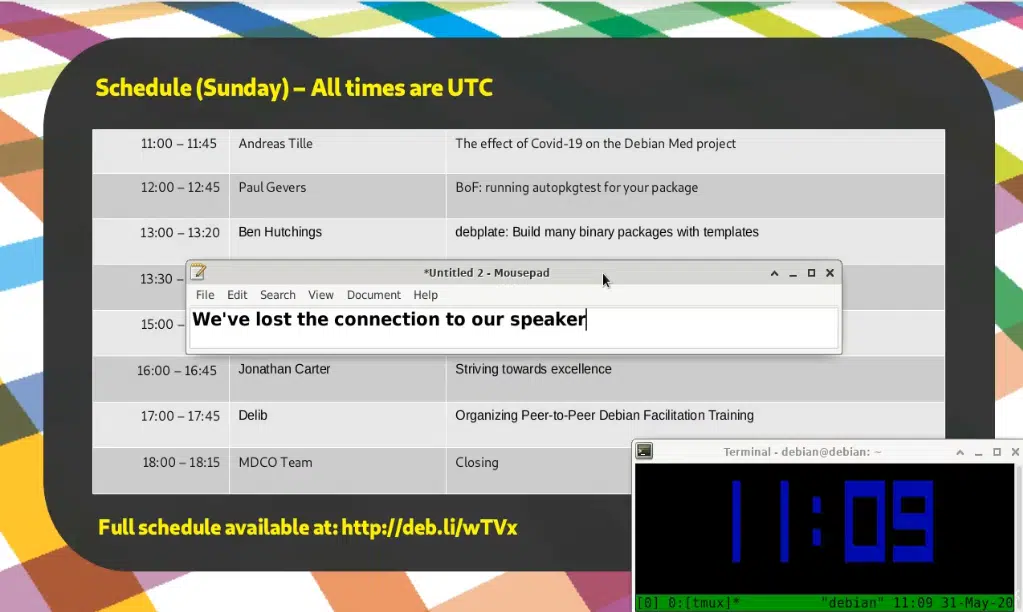 Schedule (Sunday) – All times are UTC
11:00 – 11:45 Andreas Tille The effect of Covid-19 on the Debian Med project
12:00 – 12:45 Paul Gevers BoF: running autopkgtest for your package
13:00 – 13:20 Ben Hutchings debplate: Build many binary packages with templates
13:30 –
*Untitled 2 - Mousepad
File Edit Search View Document Help
We've lost the connection to our speaker
15:00 –
16:00 – 16:45 Jonathan Carter Striving towards excellence
17:00 – 17:45 Delib Organizing Peer-to-Peer Debian Facilitation Training
18:00 – 18:15 MDCO Team Closing
Full schedule available at: http://deb.li/wTVx
Terminal - debian@debian: ~
11:09
[0] 0:[tmux]* "debian" 11:09 31-May-20